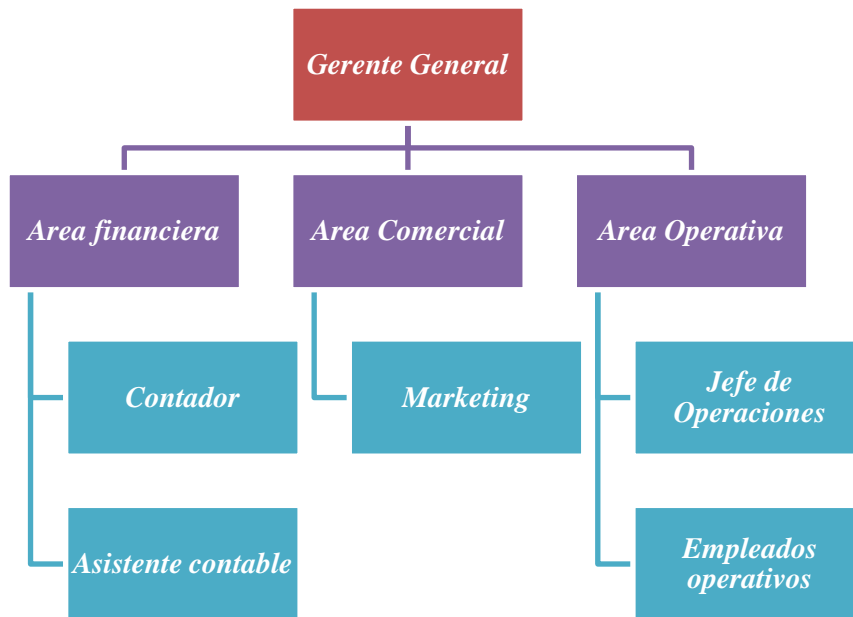 Gerente General
Area financiera
Area Comercial
Area Operativa
Contador
Marketing
Jefe de
Operaciones
Asistente contable
Empleados
operativos